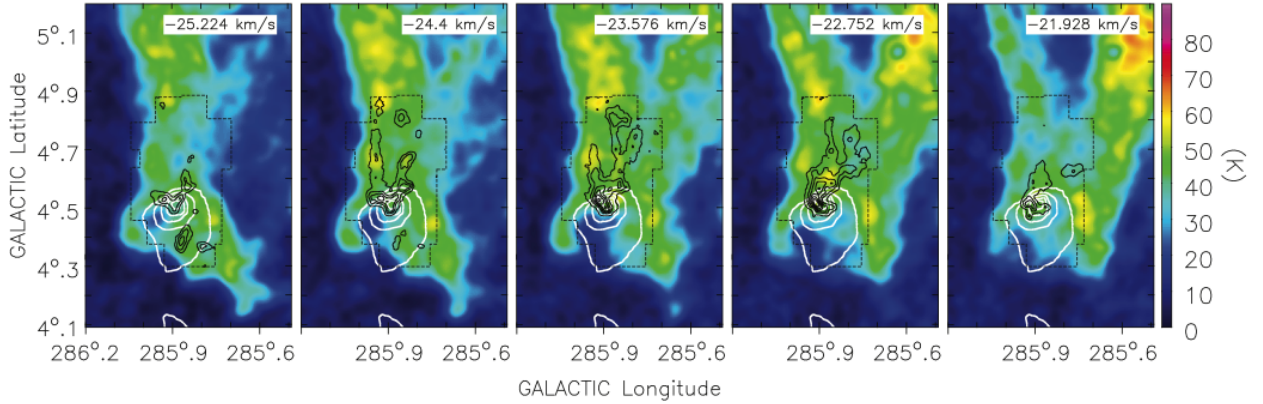 −25.224 km/s
−24.4 km/s
−23.576 km/s
−22.752 km/s
−21.928 km/s
GALACTIC Latitude
5°.1
4°.9
4°.7
4°.5
4°.3
4°.1
286°.2 285°.9 285°.6
285°.9 285°.6
285°.9 285°.6
285°.9 285°.6
285°.9 285°.6
GALACTIC Longitude
80
70
60
50
40
30
20
10
0
(K)